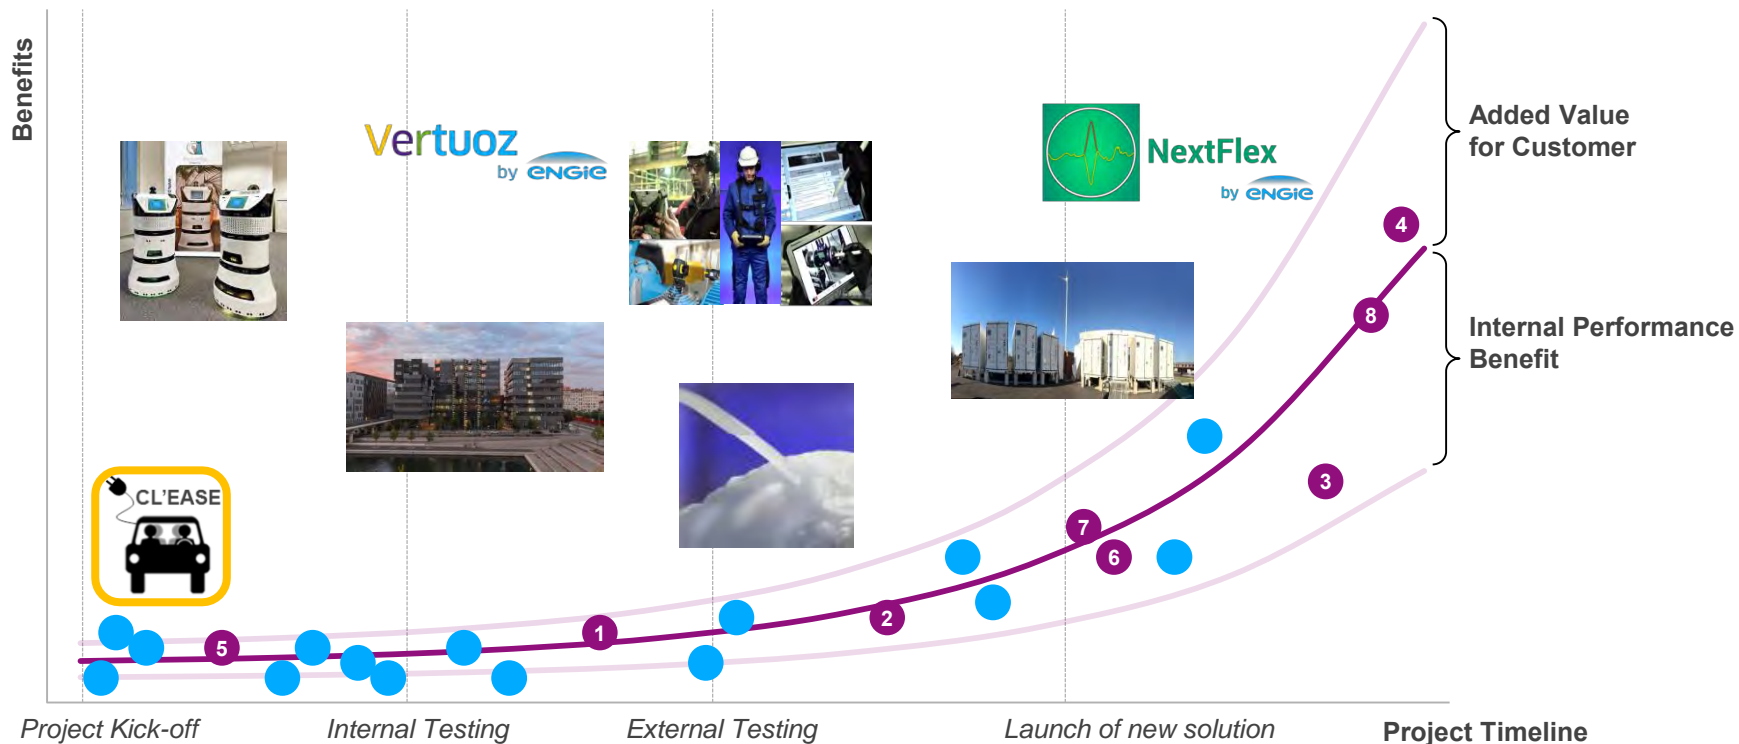 Benefits
Vertuoz
by ENGIE
NextFlex
by ENGIE
Added Value
for Customer
4
8
Internal Performance
Benefit
CL'EASE
3
7
6
2
1
5
Project Kick-off
Internal Testing
External Testing
Launch of new solution
Project Timeline